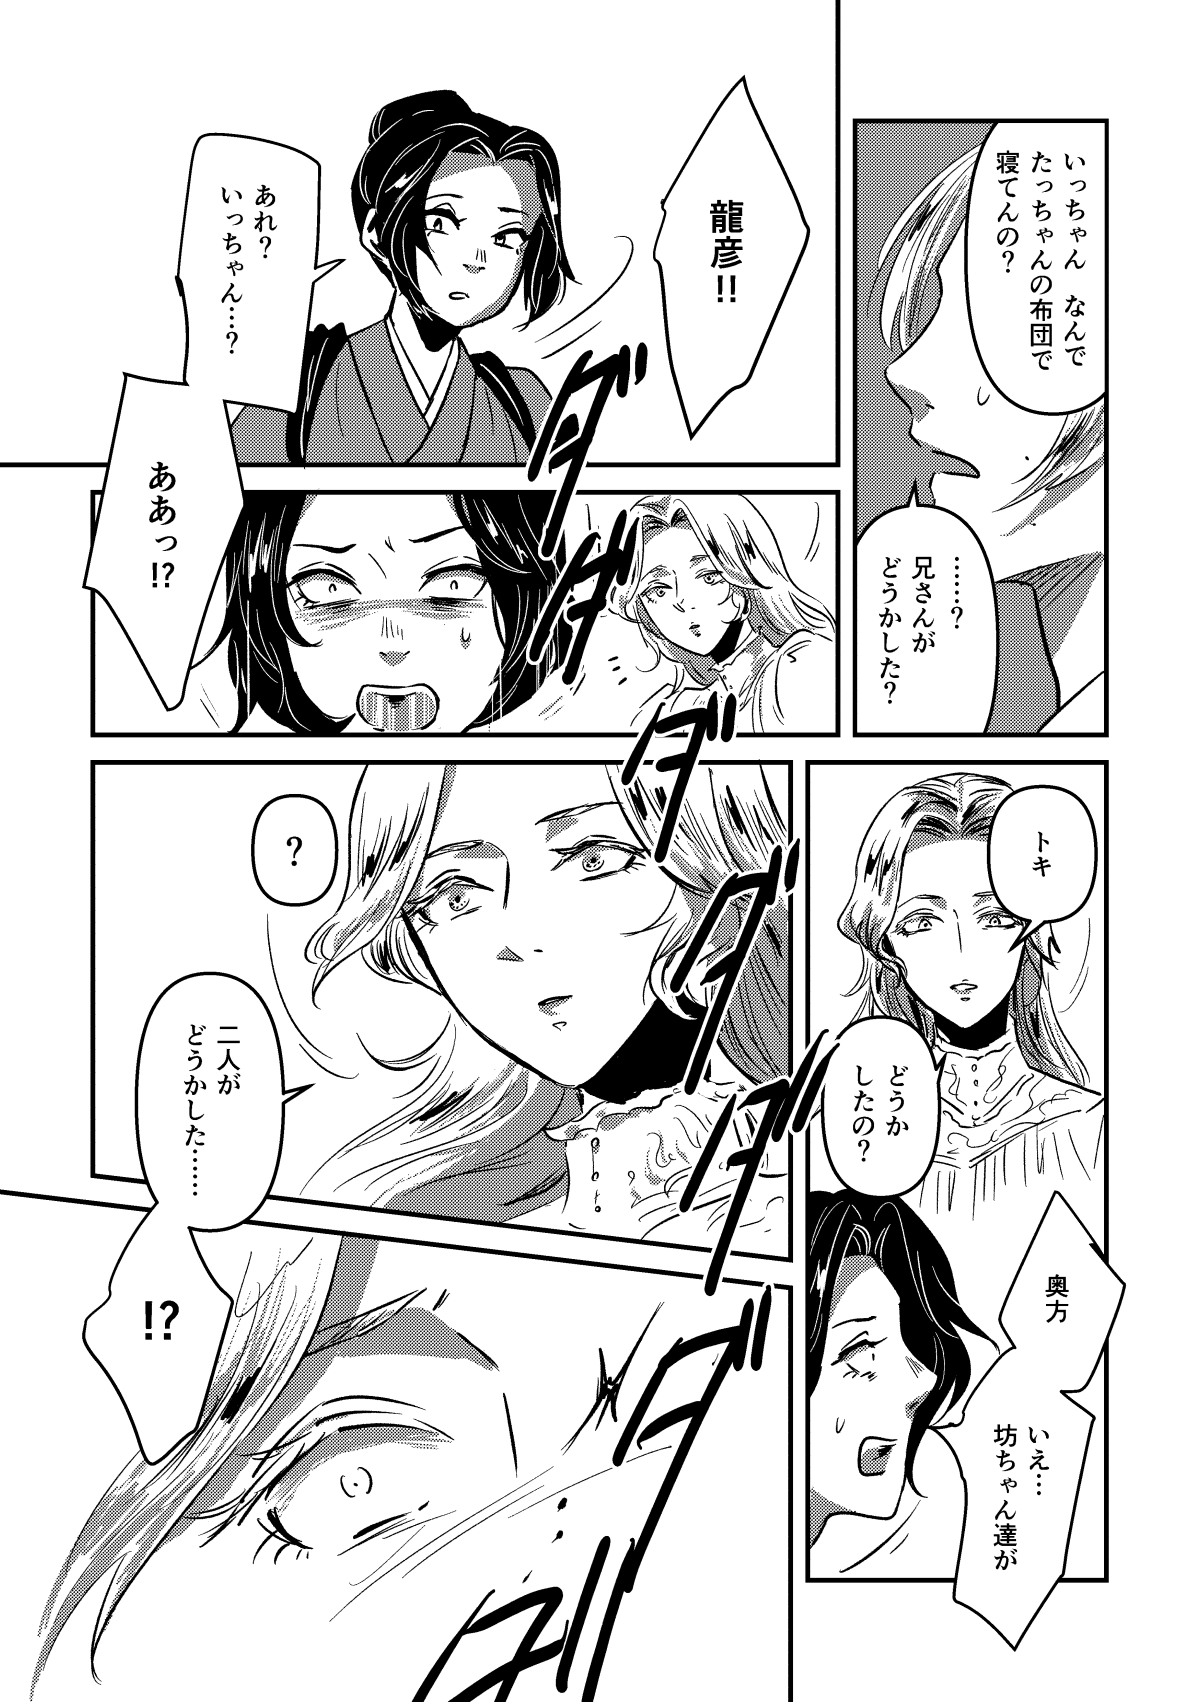 いっちゃん なんで
たっちゃんの布団で
寝てんの?
……?
兄さんが
どうかした?
龍彦!!
あれ?
いっちゃん…?
ああっ!?
ダダダダダダダ
トキ
どうか
したの?
奥方
いえ…
坊ちゃん達が
?
二人が
どうかした……
!?
ダダ